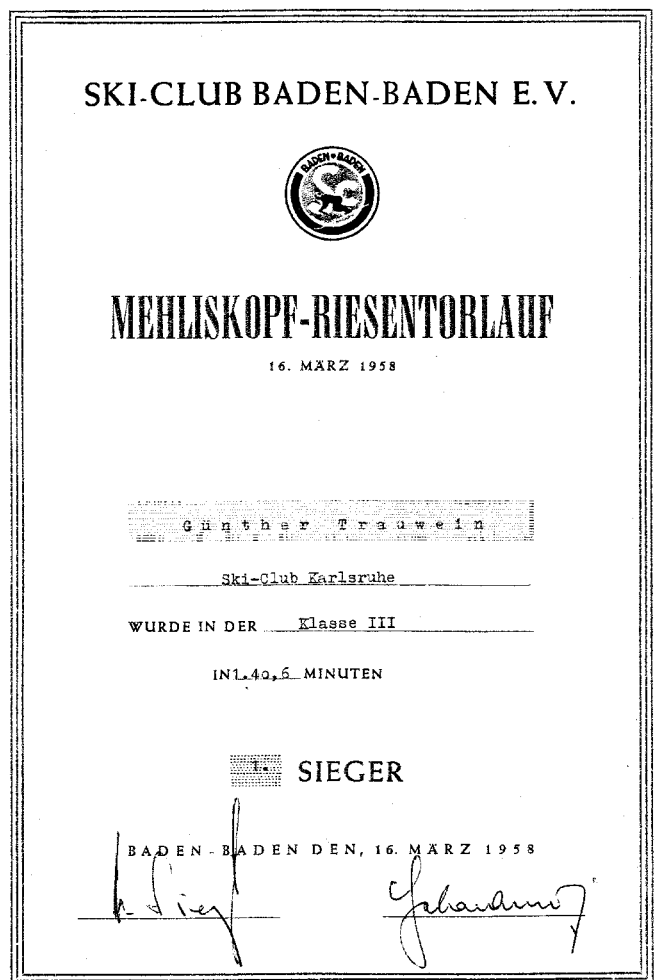 SKI-CLUB BADEN-BADEN E. V.
BADEN • BADEN
MEHLISKOPF-RIESENTORLAUF
16. MÄRZ 1958
Günther Trauwein
Ski-Club Karlsruhe
WURDE IN DER Klasse III
IN 1.40,6 MINUTEN
1. SIEGER
BADEN-BADEN DEN, 16. MÄRZ 1958